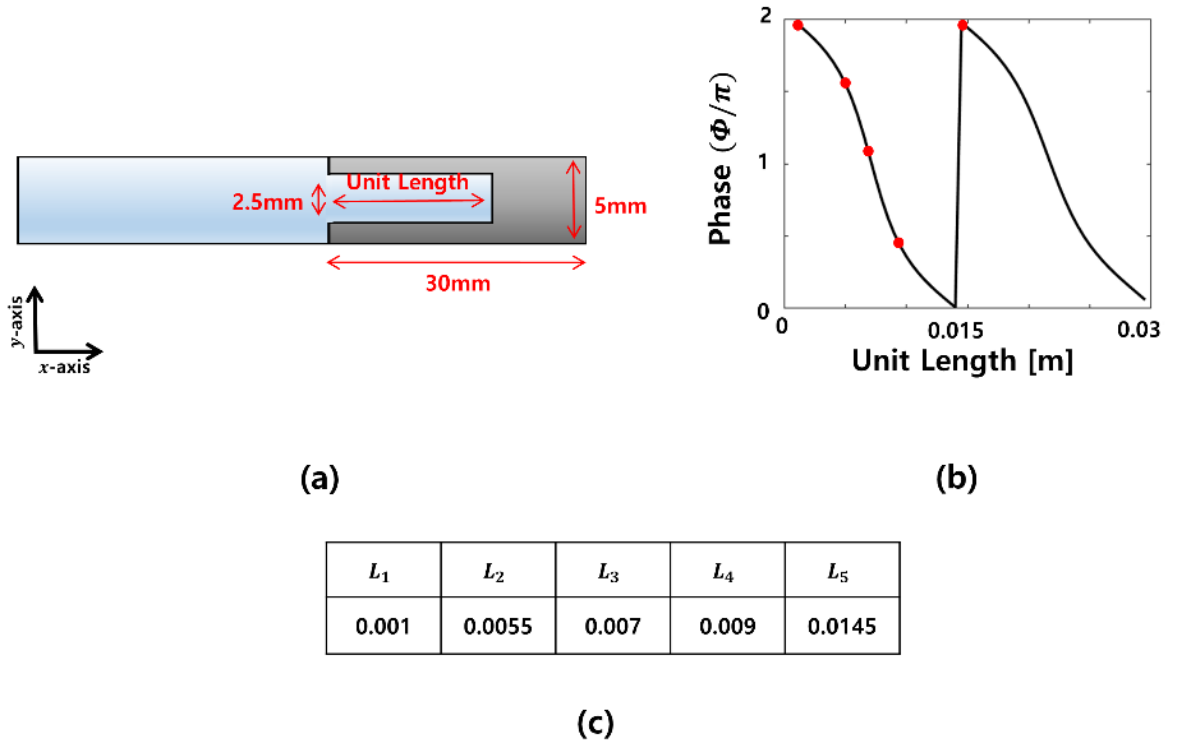 Unit Length
2.5mm
5mm
30mm
y-axis
x-axis
(a)
2
1
0
0
0.015
0.03
Phase (Φ/π)
Unit Length [m]
(b)
L₁ L₂ L₃ L₄ L₅
0.001 0.0055 0.007 0.009 0.0145
(c)